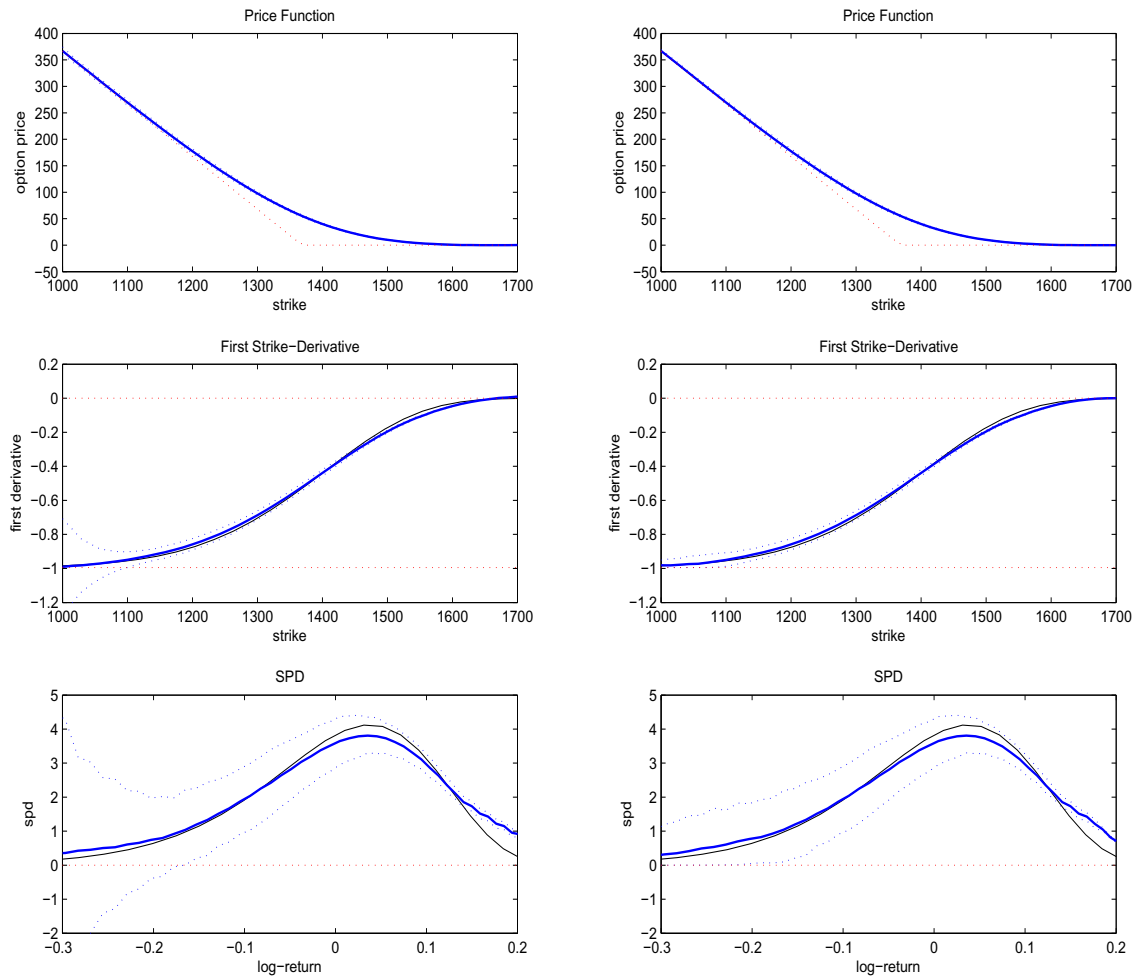 Price Function
400
350
300
250
200
150
100
50
0
−50
option price
1000 1100 1200 1300 1400 1500 1600 1700
strike
Price Function
400
350
300
250
200
150
100
50
0
−50
option price
1000 1100 1200 1300 1400 1500 1600 1700
strike
First Strike−Derivative
0.2
0
−0.2
−0.4
−0.6
−0.8
−1
−1.2
first derivative
1000 1100 1200 1300 1400 1500 1600 1700
strike
First Strike−Derivative
0.2
0
−0.2
−0.4
−0.6
−0.8
−1
−1.2
first derivative
1000 1100 1200 1300 1400 1500 1600 1700
strike
SPD
5
4
3
2
1
0
−1
−2
spd
−0.3 −0.2 −0.1 0 0.1 0.2
log−return
SPD
5
4
3
2
1
0
−1
−2
spd
−0.3 −0.2 −0.1 0 0.1 0.2
log−return